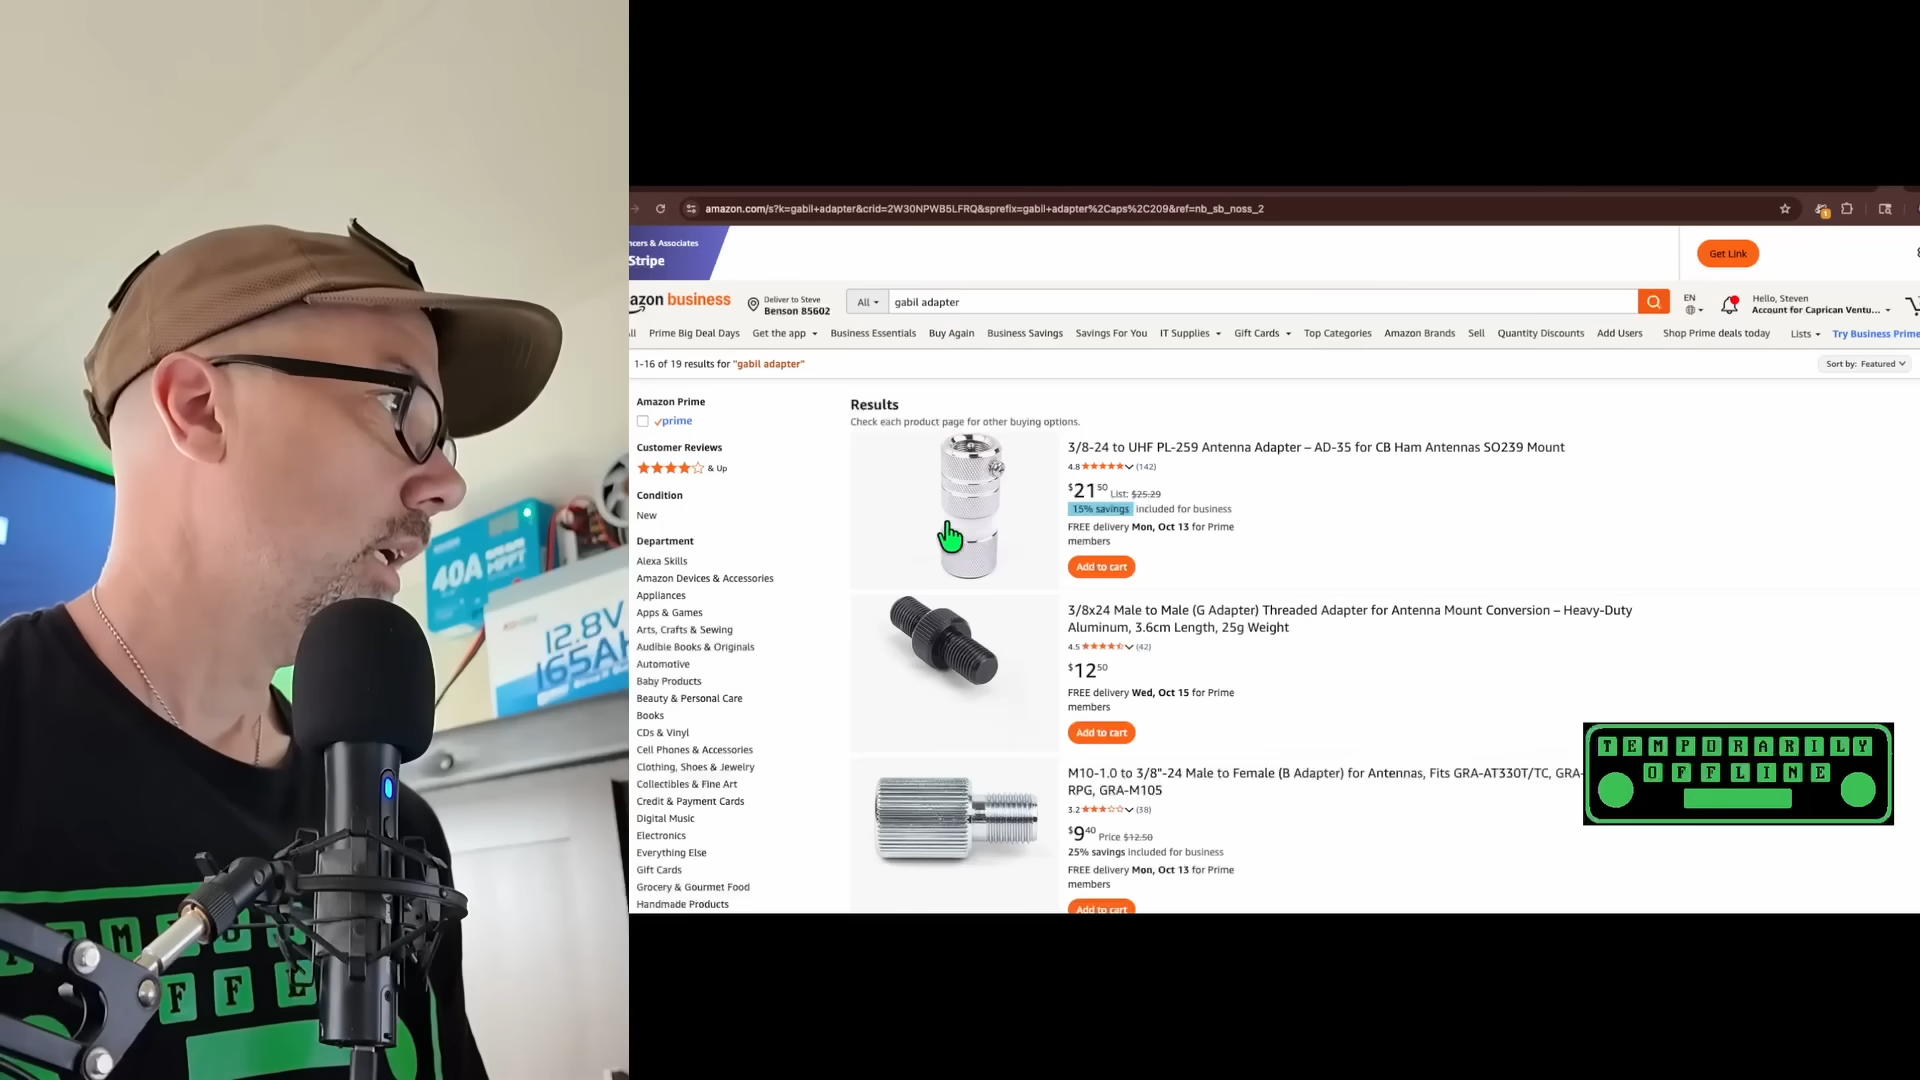 40A MPPT
12.8V
165AH
amazon.com/s?k=gabil+adapter&crid=2W30NPWB5LFRQ&sprefix=gabil+adapter%2Caps%2C209&ref=nb_sb_noss_2
ncers & Associates
Stripe
Get Link
azon business
Deliver to Steve
Benson 85602
All
gabil adapter
EN
Hello, Steven
Account for Caprican Ventu...
ll Prime Big Deal Days Get the app Business Essentials Buy Again Business Savings Savings For You IT Supplies Gift Cards Top Categories Amazon Brands Sell Quantity Discounts Add Users Shop Prime deals today Lists Try Business Prime
1-16 of 19 results for "gabil adapter"
Sort by: Featured
Amazon Prime
prime
Customer Reviews
& Up
Condition
New
Department
Alexa Skills
Amazon Devices & Accessories
Appliances
Apps & Games
Arts, Crafts & Sewing
Audible Books & Originals
Automotive
Baby Products
Beauty & Personal Care
Books
CDs & Vinyl
Cell Phones & Accessories
Clothing, Shoes & Jewelry
Collectibles & Fine Art
Credit & Payment Cards
Digital Music
Electronics
Everything Else
Gift Cards
Grocery & Gourmet Food
Handmade Products
Results
Check each product page for other buying options.
3/8-24 to UHF PL-259 Antenna Adapter – AD-35 for CB Ham Antennas SO239 Mount
4.8 (142)
$21 50 List: $25.29
15% savings included for business
FREE delivery Mon, Oct 13 for Prime
members
Add to cart
3/8x24 Male to Male (G Adapter) Threaded Adapter for Antenna Mount Conversion – Heavy-Duty
Aluminum, 3.6cm Length, 25g Weight
4.5 (42)
$12 50
FREE delivery Wed, Oct 15 for Prime
members
Add to cart
M10-1.0 to 3/8"-24 Male to Female (B Adapter) for Antennas, Fits GRA-AT330T/TC, GRA-
RPG, GRA-M105
3.2 (38)
$9 40 Price $12.50
25% savings included for business
FREE delivery Mon, Oct 13 for Prime
members
Add to cart
TEMPORARILY
OFFLINE